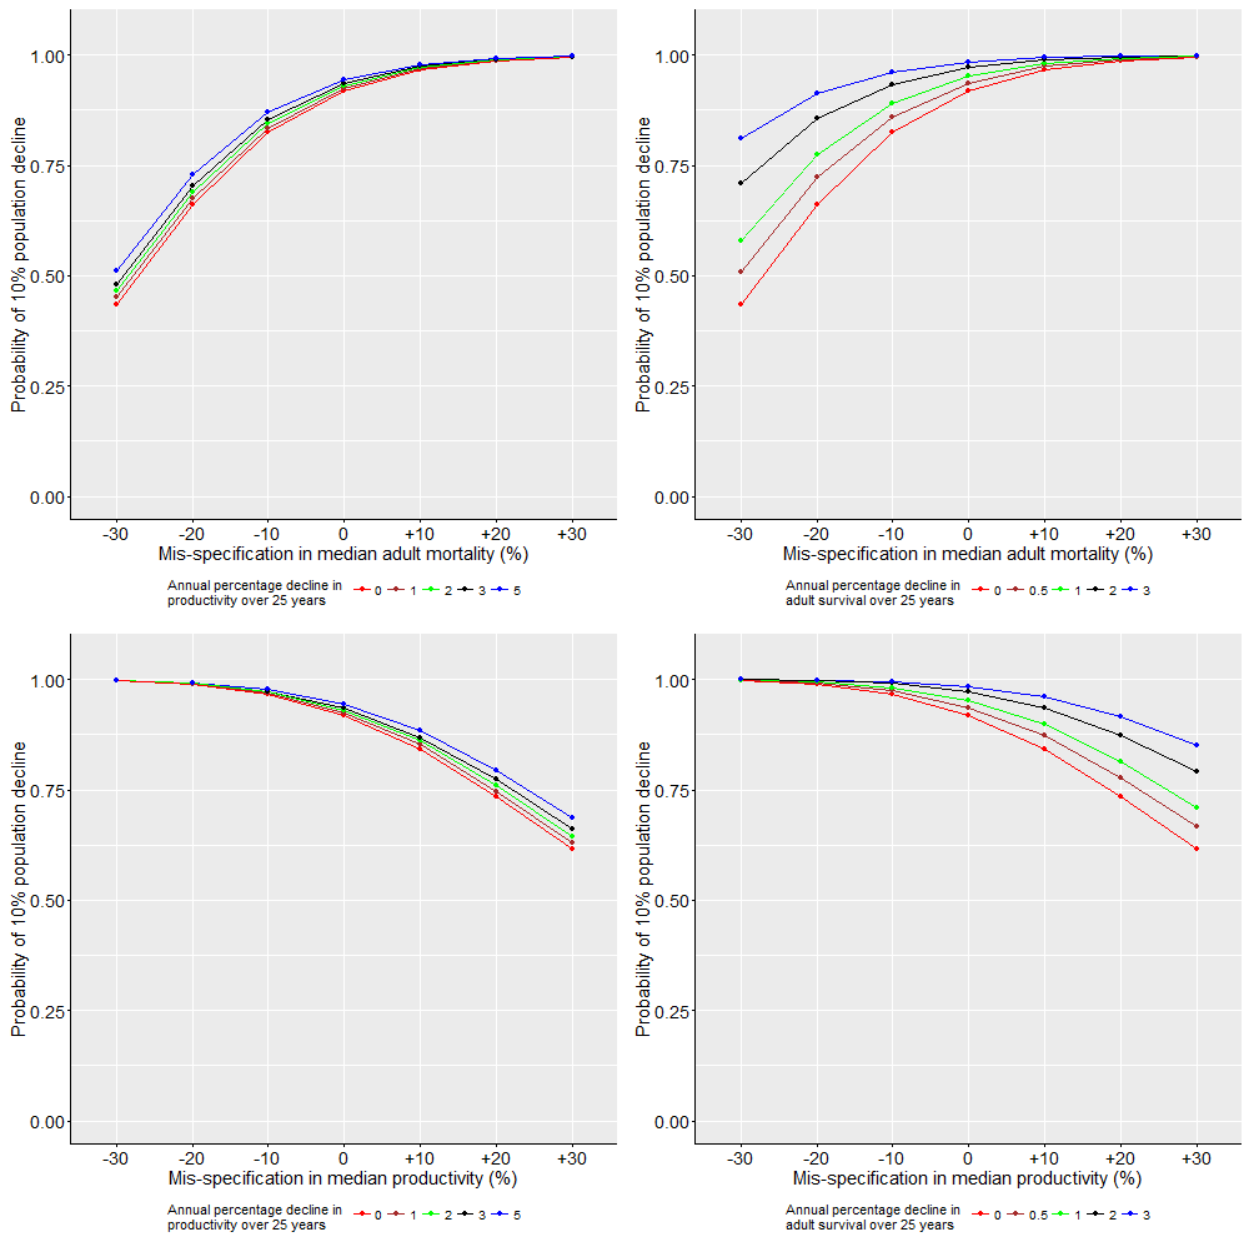 Probability of 10% population decline
1.00
0.75
0.50
0.25
0.00
-30 -20 -10 0 +10 +20 +30
Mis-specification in median adult mortality (%)
Annual percentage decline in
productivity over 25 years
0 1 2 3 5
Probability of 10% population decline
1.00
0.75
0.50
0.25
0.00
-30 -20 -10 0 +10 +20 +30
Mis-specification in median adult mortality (%)
Annual percentage decline in
adult survival over 25 years
0 0.5 1 2 3
Probability of 10% population decline
1.00
0.75
0.50
0.25
0.00
-30 -20 -10 0 +10 +20 +30
Mis-specification in median productivity (%)
Annual percentage decline in
productivity over 25 years
0 1 2 3 5
Probability of 10% population decline
1.00
0.75
0.50
0.25
0.00
-30 -20 -10 0 +10 +20 +30
Mis-specification in median productivity (%)
Annual percentage decline in
adult survival over 25 years
0 0.5 1 2 3